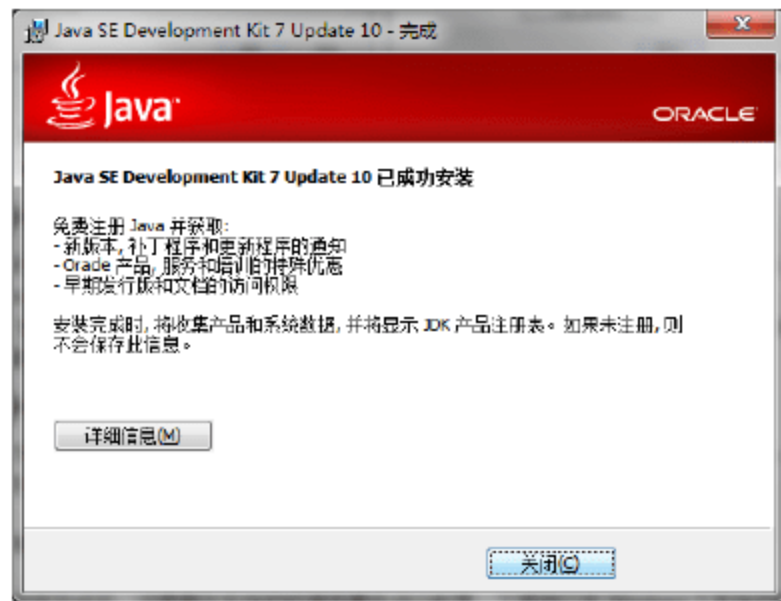 Java SE Development Kit 7 Update 10 - 完成
Java
ORACLE
Java SE Development Kit 7 Update 10 已成功安装
免费注册 Java 并获取:
- 新版本, 补丁程序和更新程序的通知
- Oracle 产品, 服务和培训的特殊优惠
- 早期发行版和文档的访问权限
安装完成时, 将收集产品和系统数据, 并将显示 JDK 产品注册表。如果未注册, 则
不会保存此信息。
详细信息(M)
关闭(C)